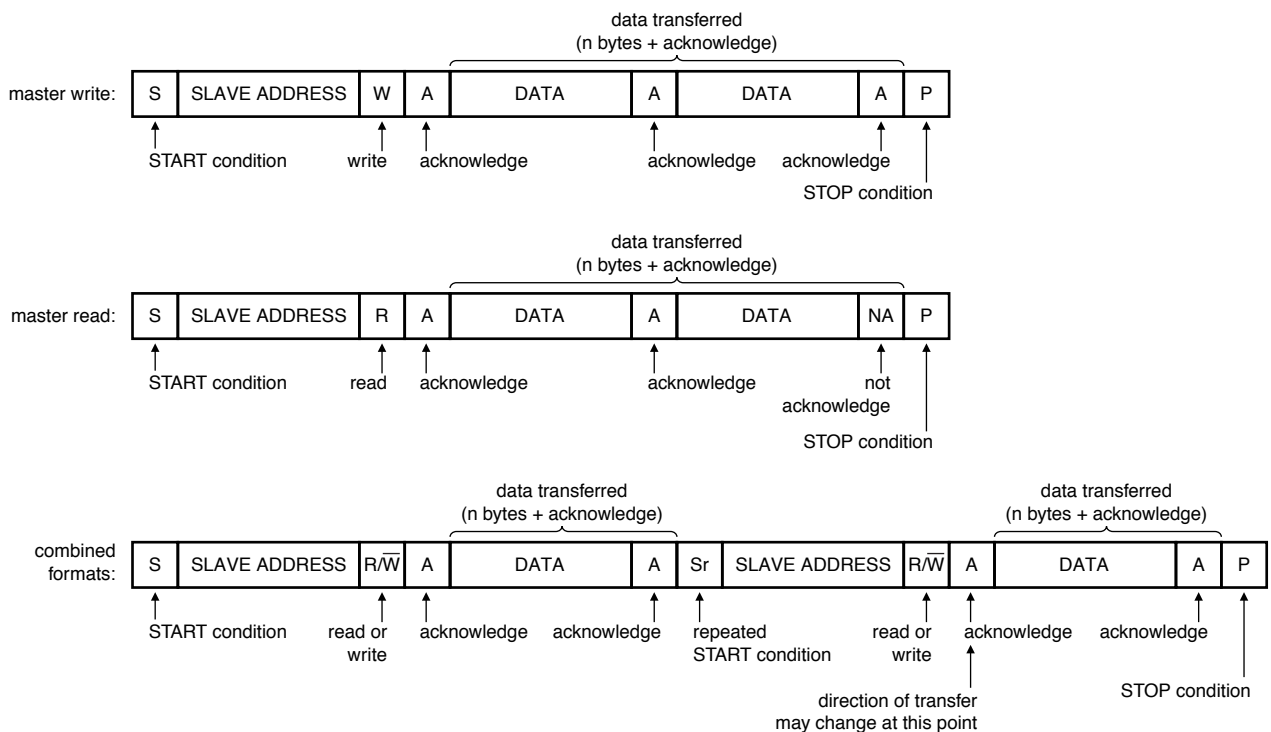 data transferred
(n bytes + acknowledge)
master write: S SLAVE ADDRESS W A DATA A DATA A P
START condition write acknowledge acknowledge acknowledge
STOP condition
data transferred
(n bytes + acknowledge)
master read: S SLAVE ADDRESS R A DATA A DATA NA P
START condition read acknowledge acknowledge not
acknowledge
STOP condition
data transferred data transferred
(n bytes + acknowledge) (n bytes + acknowledge)
combined
formats: S SLAVE ADDRESS R/W̅ A DATA A Sr SLAVE ADDRESS R/W̅ A DATA A P
START condition read or acknowledge acknowledge repeated read or acknowledge acknowledge
write START condition write
direction of transfer STOP condition
may change at this point